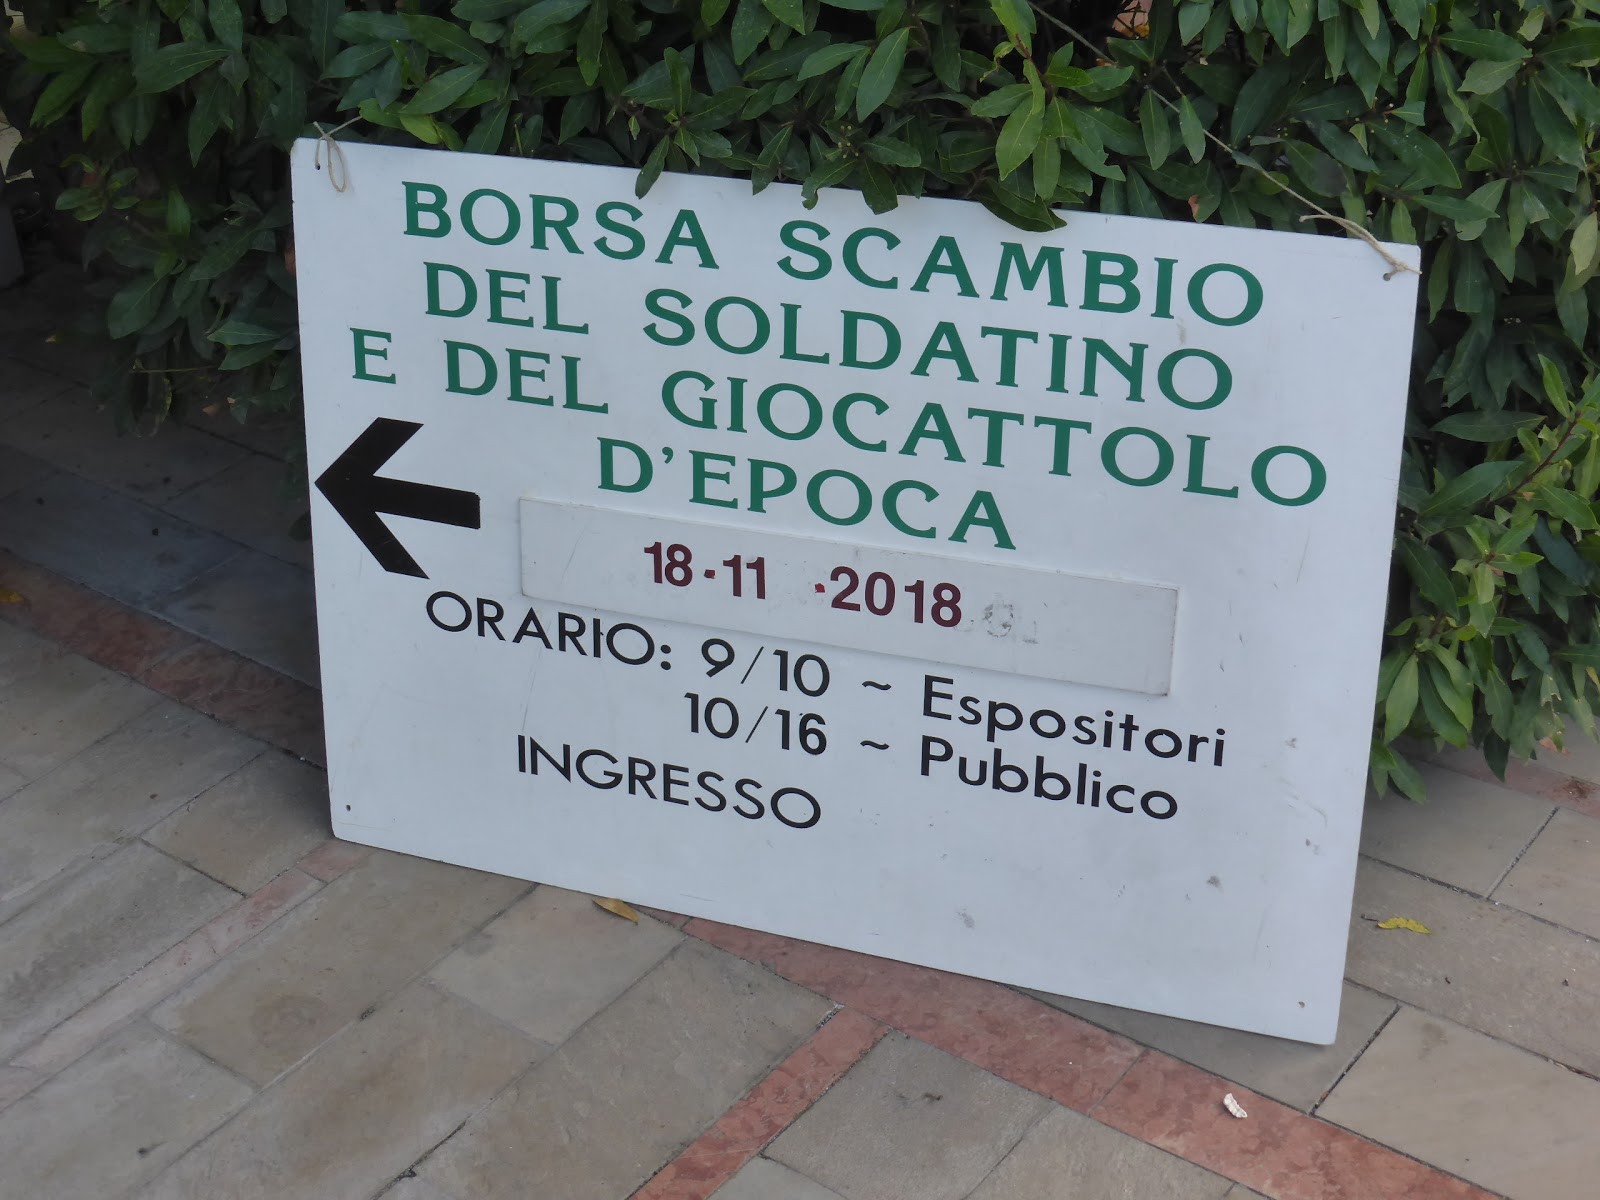 BORSA SCAMBIO
DEL SOLDATINO
E DEL GIOCATTOLO
D'EPOCA
18·11 ·2018
ORARIO: 9/10 ~ Espositori
10/16 ~ Pubblico
INGRESSO